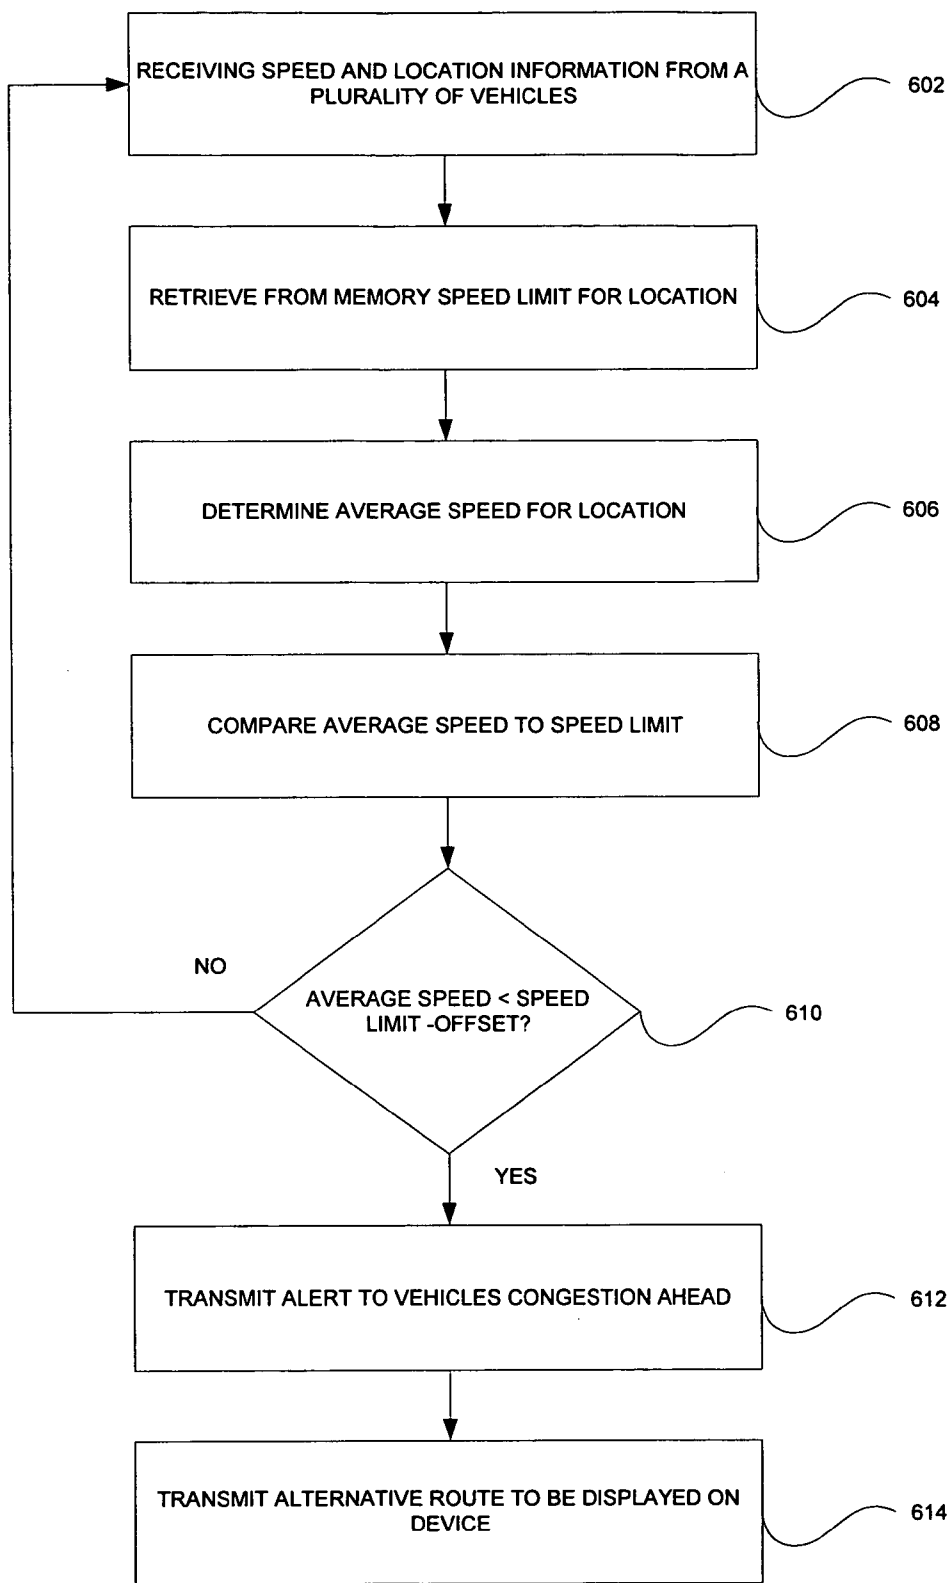 RECEIVING SPEED AND LOCATION INFORMATION FROM A
PLURALITY OF VEHICLES
602
RETRIEVE FROM MEMORY SPEED LIMIT FOR LOCATION
604
DETERMINE AVERAGE SPEED FOR LOCATION
606
COMPARE AVERAGE SPEED TO SPEED LIMIT
608
NO
AVERAGE SPEED < SPEED
LIMIT -OFFSET?
610
YES
TRANSMIT ALERT TO VEHICLES CONGESTION AHEAD
612
TRANSMIT ALTERNATIVE ROUTE TO BE DISPLAYED ON
DEVICE
614